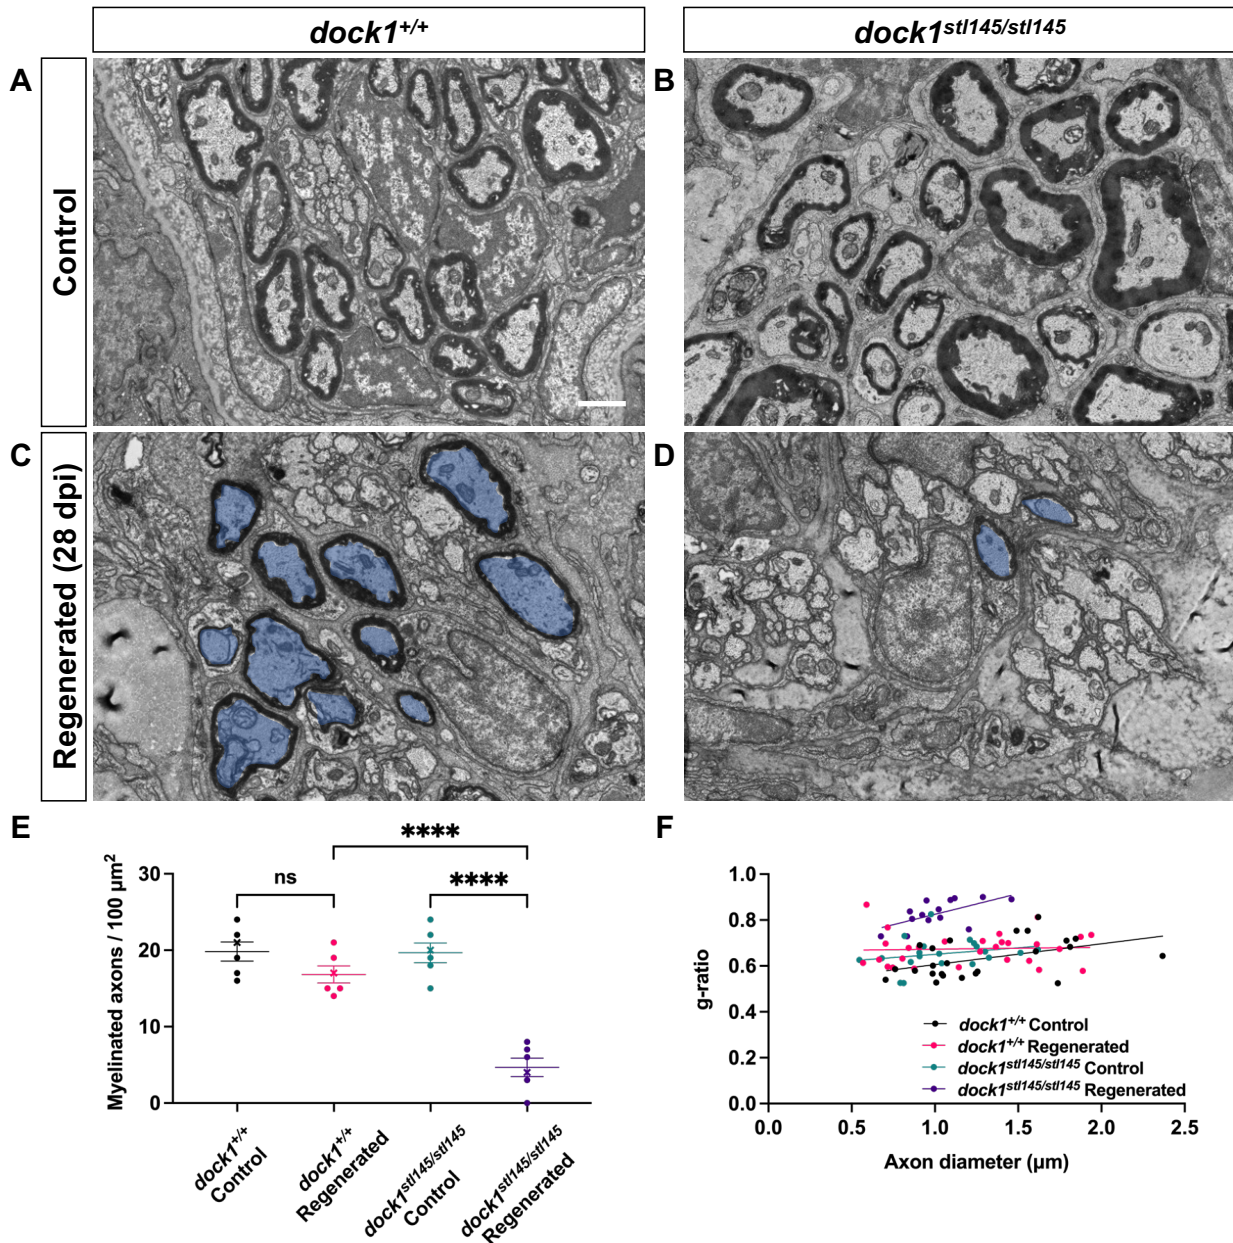 dock1+/+
dock1stl145/stl145
A
B
Control
C
D
Regenerated (28 dpi)
E
F
****
ns
****
Myelinated axons / 100 µm2
30
20
10
0
dock1+/+
Control
dock1+/+
Regenerated
dock1stl145/stl145
Control
dock1stl145/stl145
Regenerated
g-ratio
1.0
0.8
0.6
0.4
0.2
0.0
dock1+/+ Control
dock1+/+ Regenerated
dock1stl145/stl145 Control
dock1stl145/stl145 Regenerated
0.0
0.5
1.0
1.5
2.0
2.5
Axon diameter (µm)